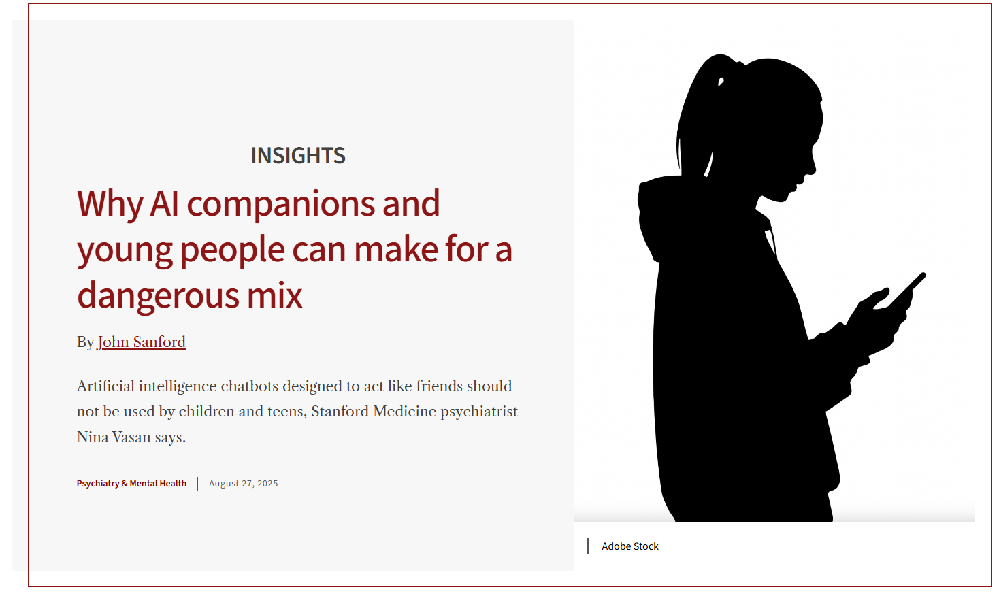 INSIGHTS
Why AI companions and
young people can make for a
dangerous mix
By John Sanford
Artificial intelligence chatbots designed to act like friends should
not be used by children and teens, Stanford Medicine psychiatrist
Nina Vasan says.
Psychiatry & Mental Health | August 27, 2025
Adobe Stock